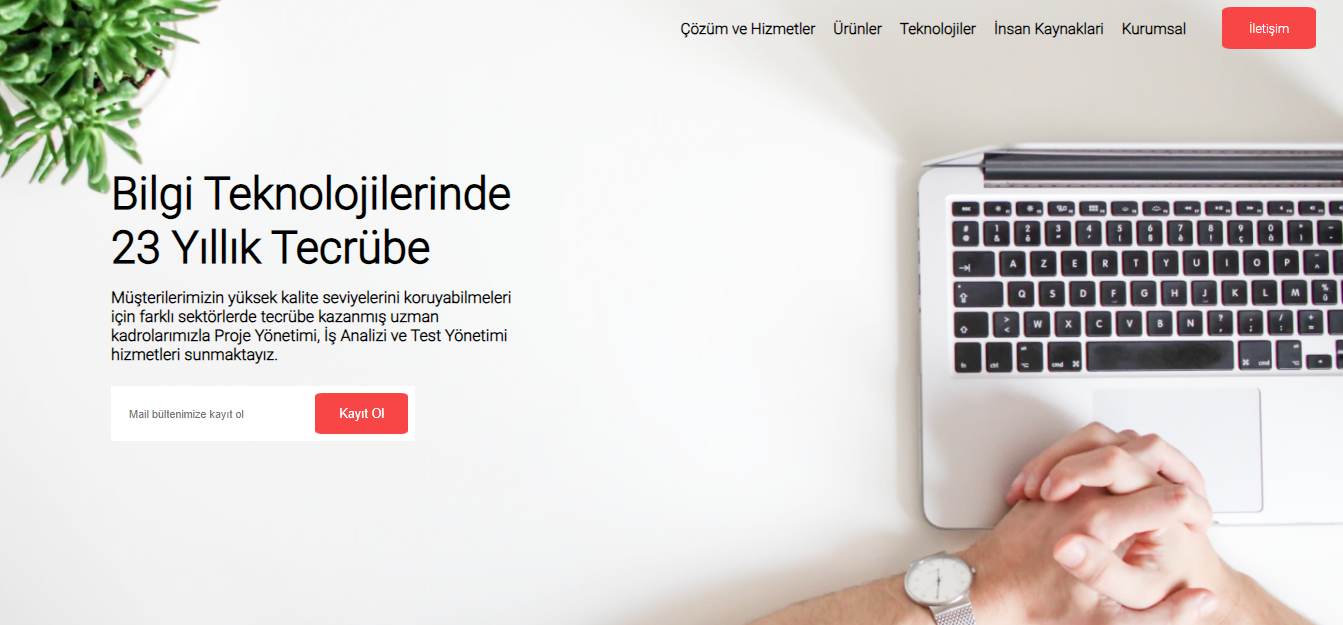 Çözüm ve Hizmetler Ürünler Teknolojiler İnsan Kaynaklari Kurumsal İletişim
Bilgi Teknolojilerinde
23 Yıllık Tecrübe
Müşterilerimizin yüksek kalite seviyelerini koruyabilmeleri
için farklı sektörlerde tecrübe kazanmış uzman
kadrolarımızla Proje Yönetimi, İş Analizi ve Test Yönetimi
hizmetleri sunmaktayız.
Mail bültenimize kayıt ol Kayıt Ol
A Z E R T Y U I O P
Q S D F G H J K L M
W X C V B N